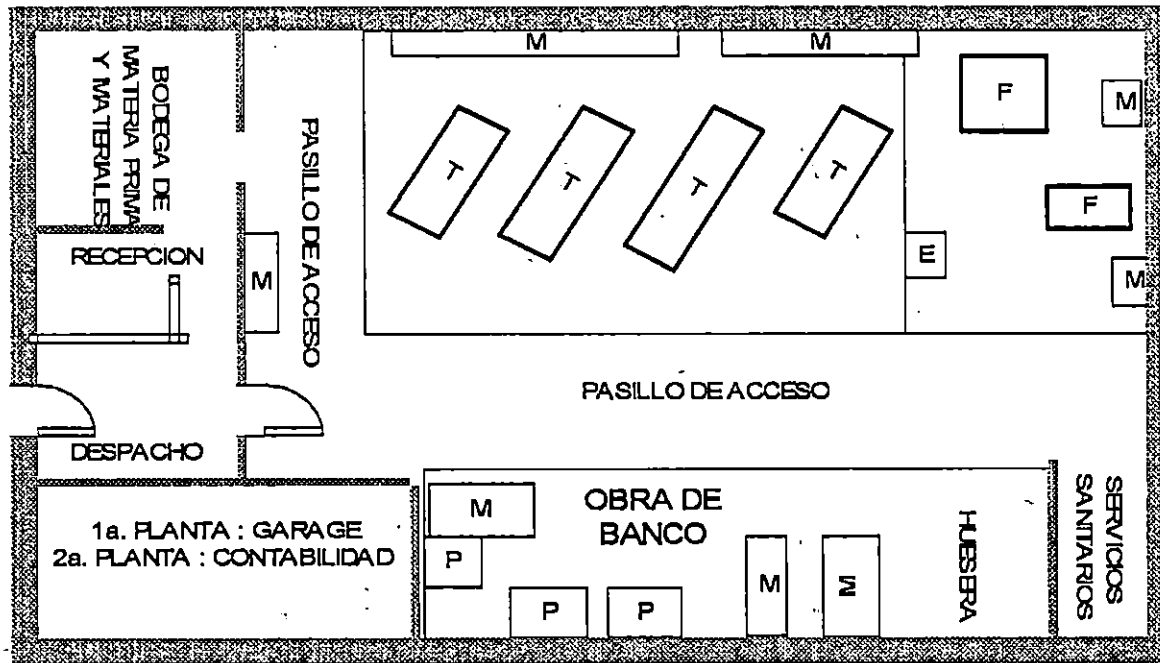 M
M
BODEGA DE
MATERIA PRIMA
Y MATERIALES
PASILLO DE ACCESO
F
M
T
T
T
T
F
RECEPCION
M
E
M
PASILLO DE ACCESO
DESPACHO
M
OBRA DE
BANCO
HUESERA
SERVICIOS
SANITARIOS
1a. PLANTA : GARAGE
2a. PLANTA : CONTABILIDAD
P
M
M
P
P